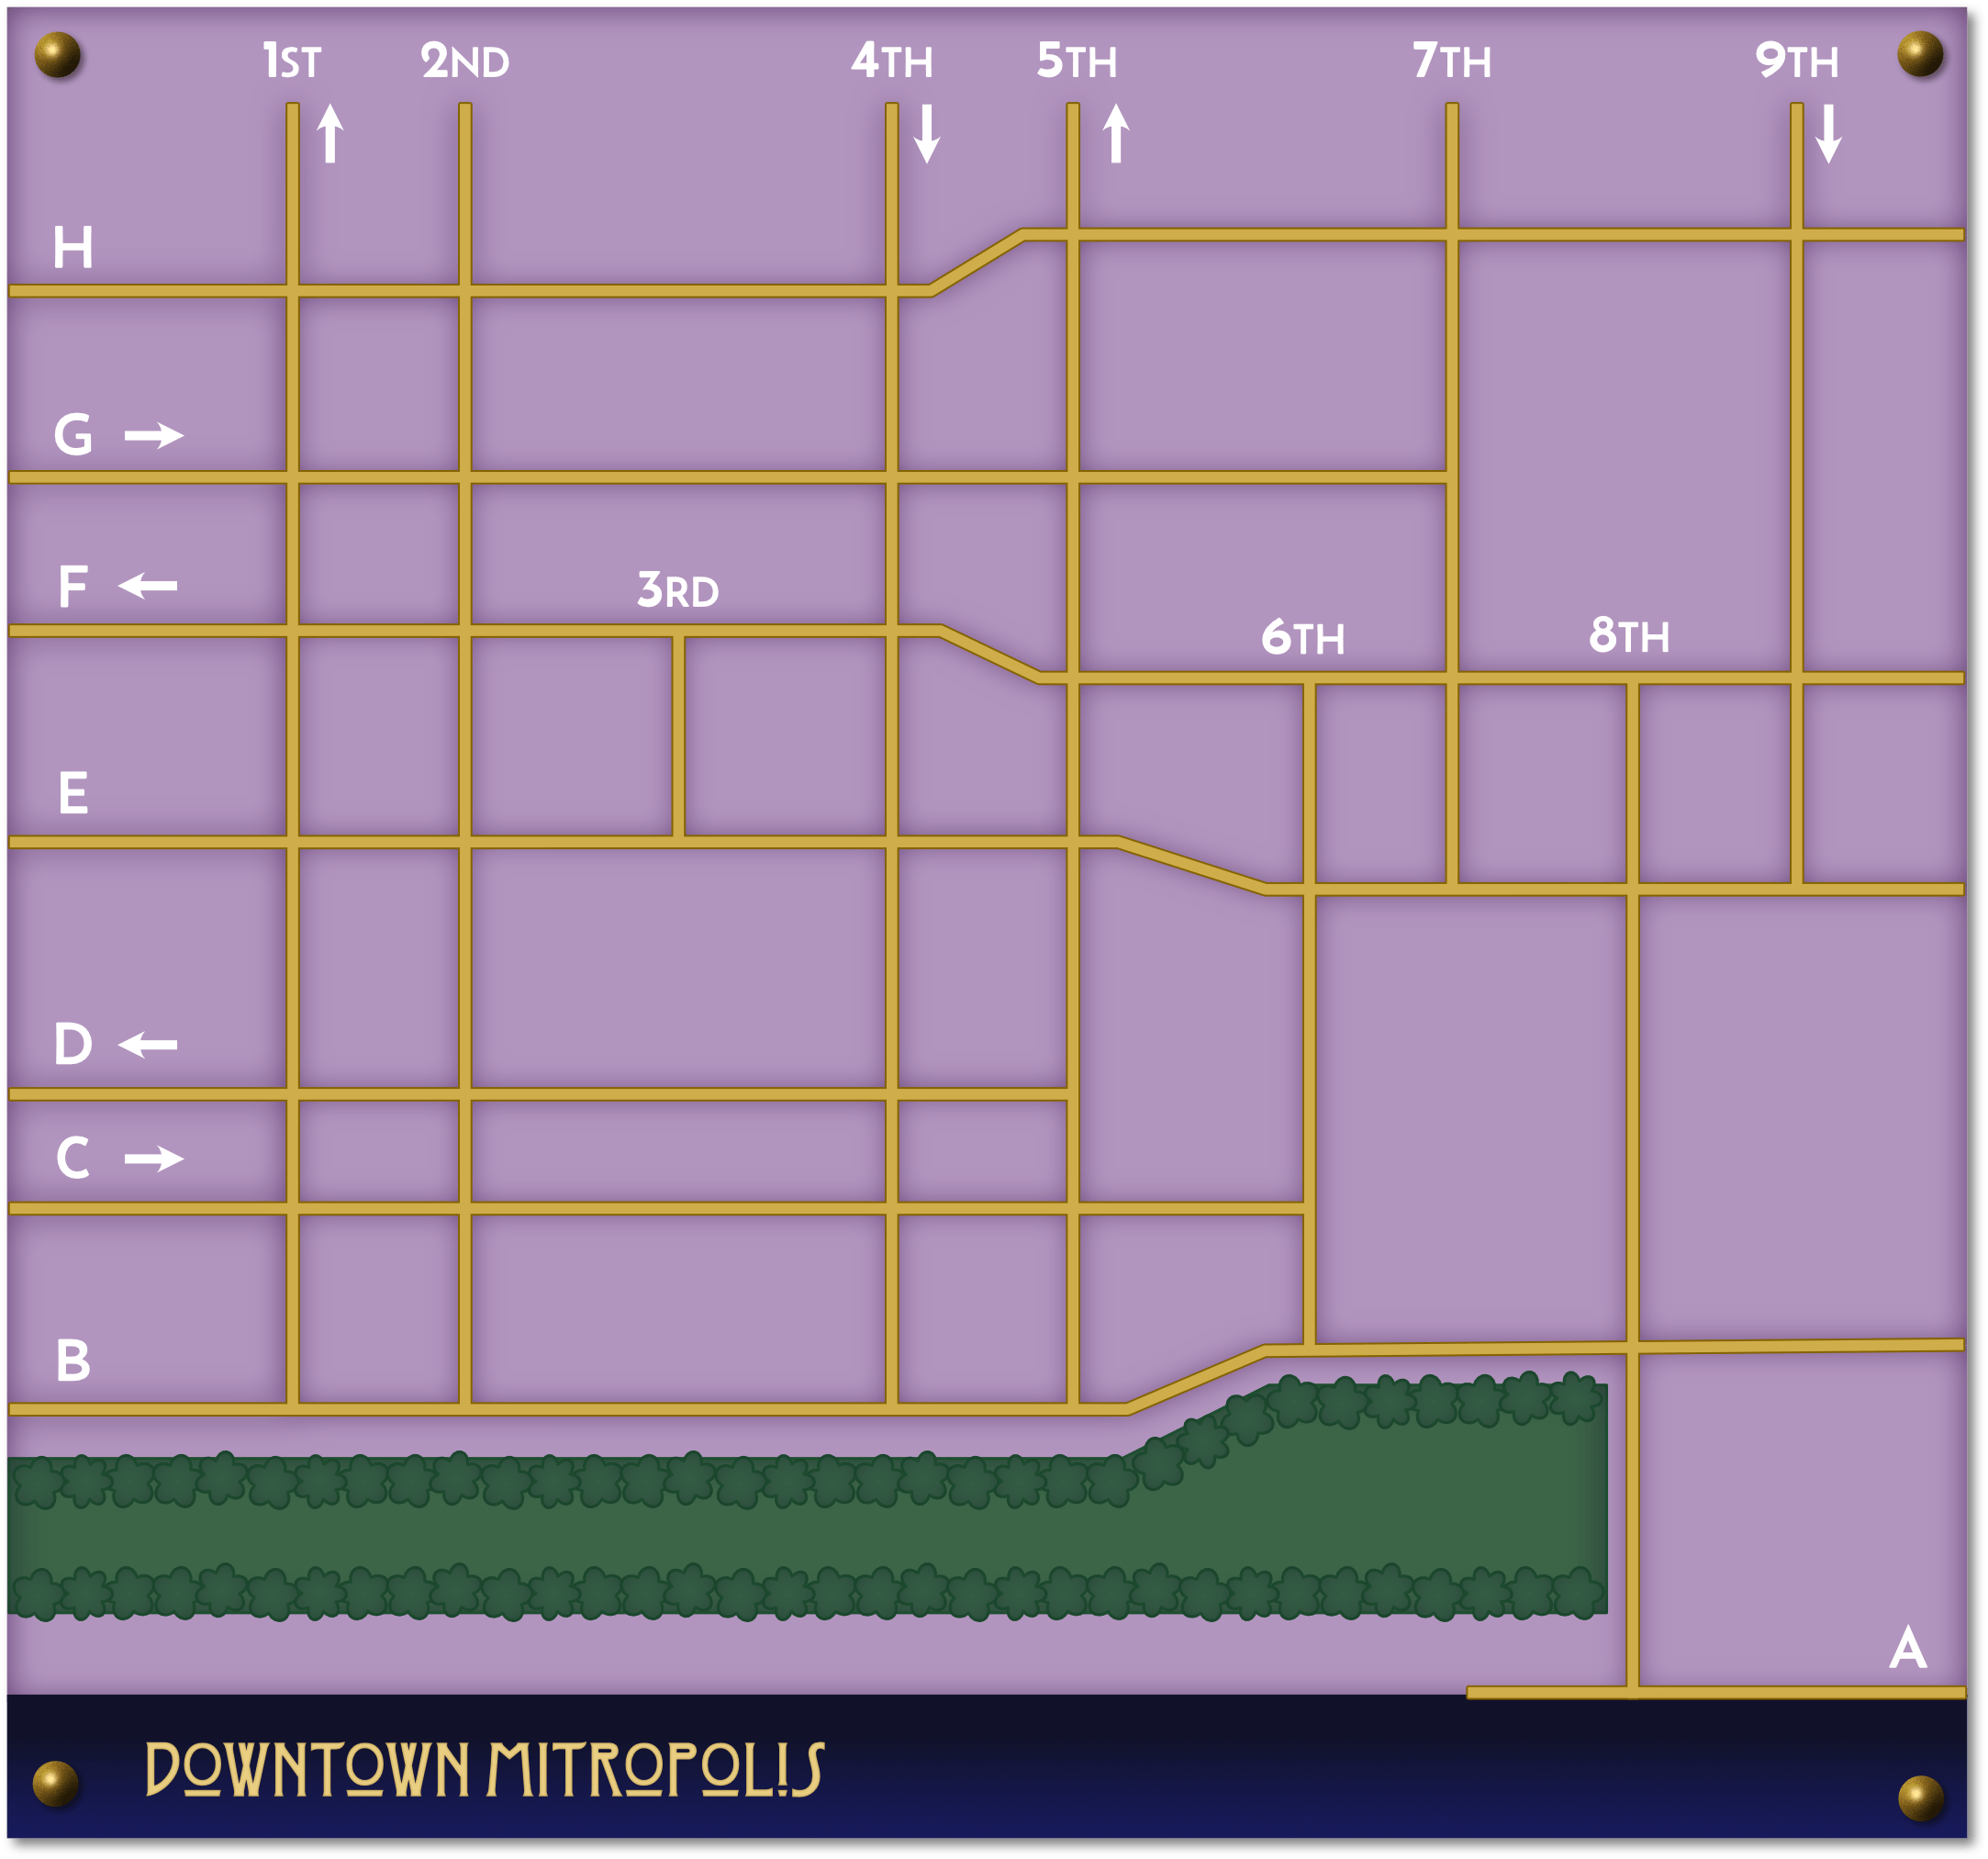 1ST 2ND 4TH 5TH 7TH 9TH
H
G
F
3RD
6TH 8TH
E
D
C
B
A
DOWNTOWN MITROPOLIS